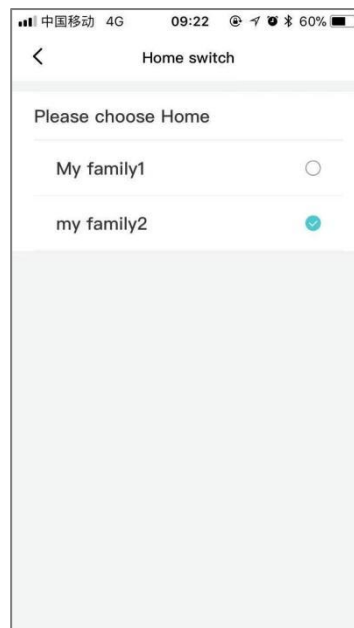 中国移动 4G 09:22 60%
Home switch
Please choose Home
My family1
my family2